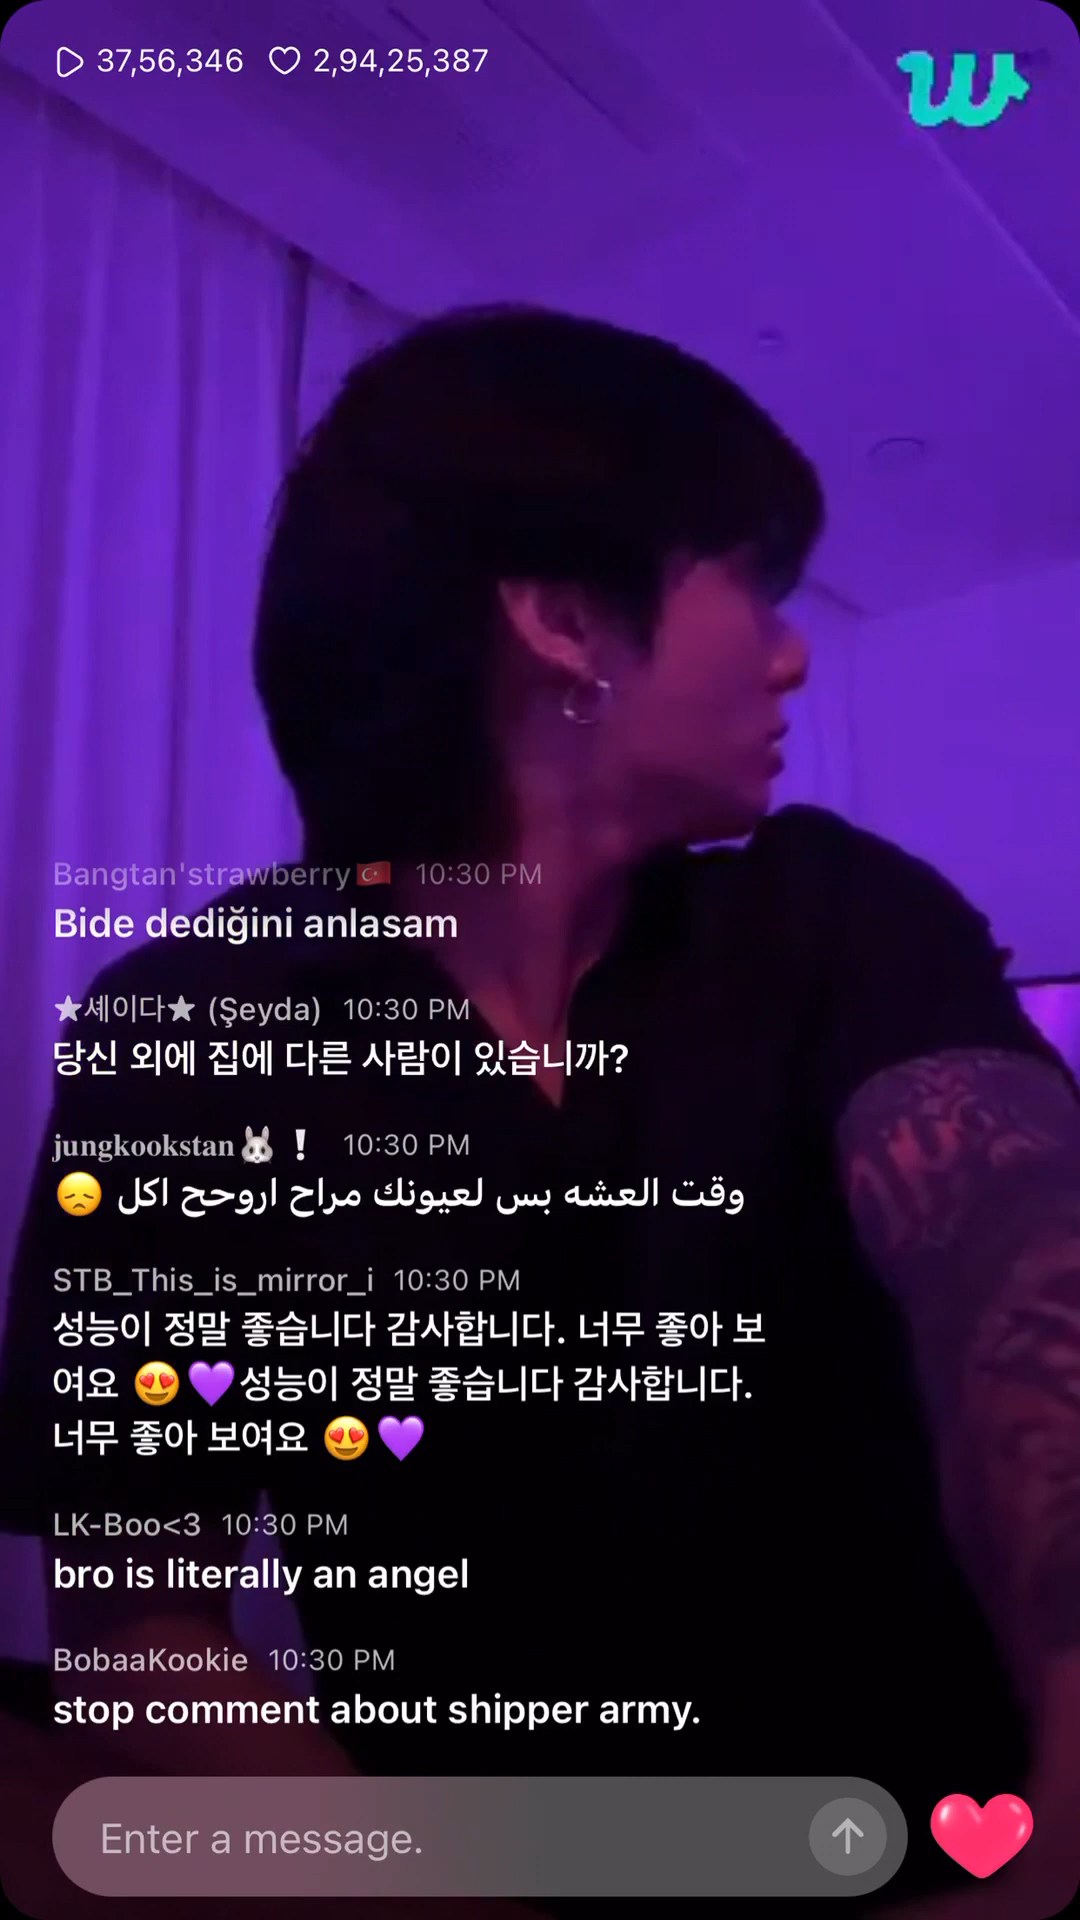 37,56,346 2,94,25,387
Bangtan'strawberry🇹🇷 10:30 PM
Bide dediğini anlasam
★셰이다★ (Şeyda) 10:30 PM
당신 외에 집에 다른 사람이 있습니까?
jungkookstan🐰❕ 10:30 PM
وقت العشه بس لعيونك مراح اروحح اكل 😞
STB_This_is_mirror_i 10:30 PM
성능이 정말 좋습니다 감사합니다. 너무 좋아 보
여요 😍💜성능이 정말 좋습니다 감사합니다.
너무 좋아 보여요 😍💜
LK-Boo<3 10:30 PM
bro is literally an angel
BobaaKookie 10:30 PM
stop comment about shipper army.
Enter a message.